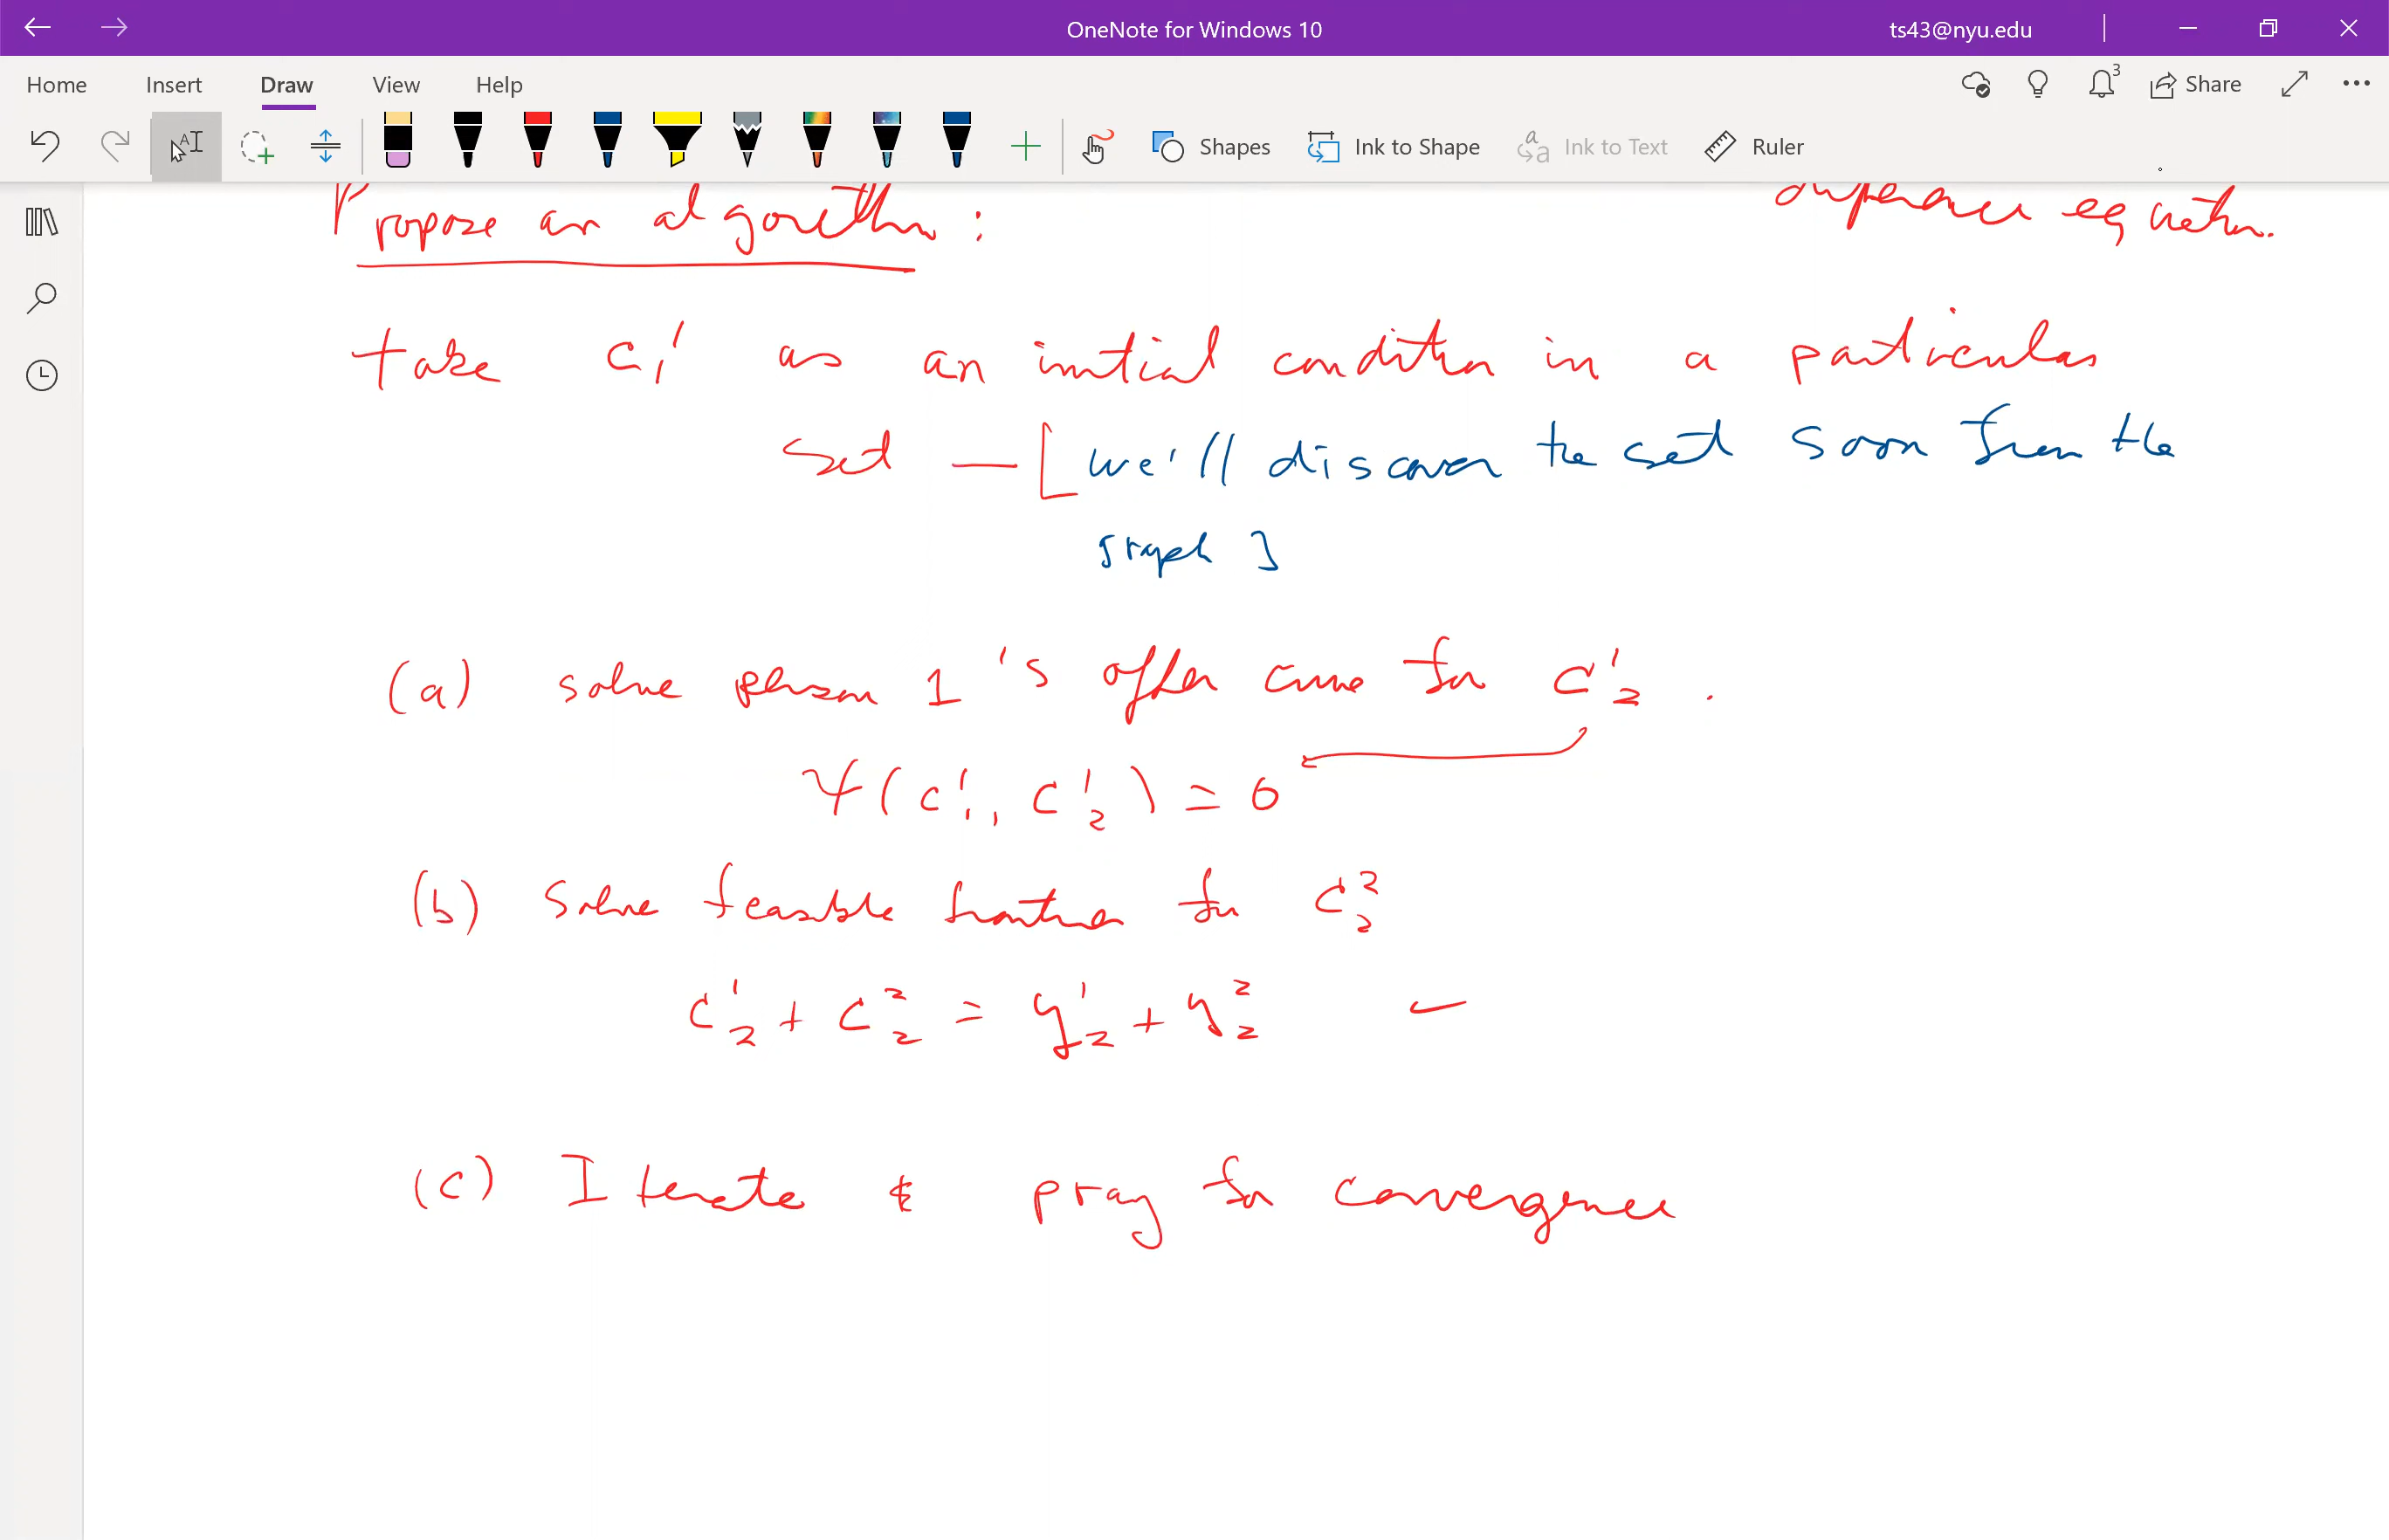 OneNote for Windows 10
ts43@nyu.edu
Home Insert Draw View Help
3 Share
Shapes Ink to Shape Ink to Text Ruler
Propose an algorithm :
difference equation.
take c₁¹ as an initial condition in a particular
set — [ we'll discover the set soon from the
graph ]
(a) solve person 1's offer curve for c₂¹ .
ψ(c₁¹, c₂¹) = 0
(b) Solve feasible frontier for c₂²
c₂¹ + c₂² = y₂¹ + y₂²
(c) Iterate & pray for convergence